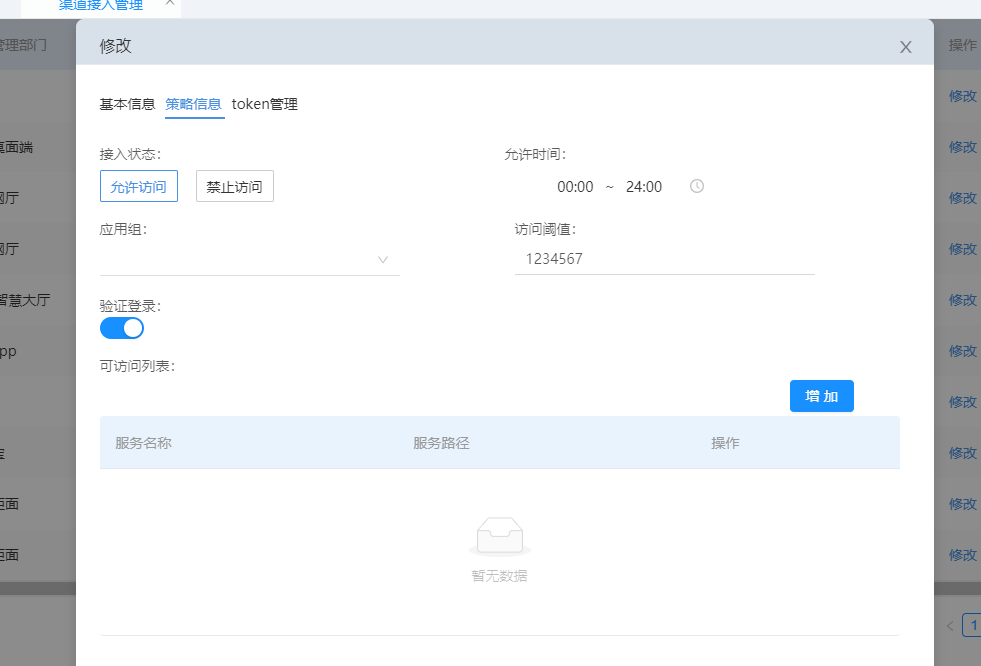 渠道接入管理
管理部门
修改
X
操作
基本信息 策略信息 token管理
修改
桌面端
接入状态：
允许时间：
修改
允许访问 禁止访问
00:00 ~ 24:00
网厅
修改
应用组：
访问阈值：
网厅
修改
1234567
智慧大厅
修改
验证登录：
pp
修改
可访问列表：
增 加
修改
服务名称 服务路径 操作
修改
面
修改
面
修改
暂无数据
< 1